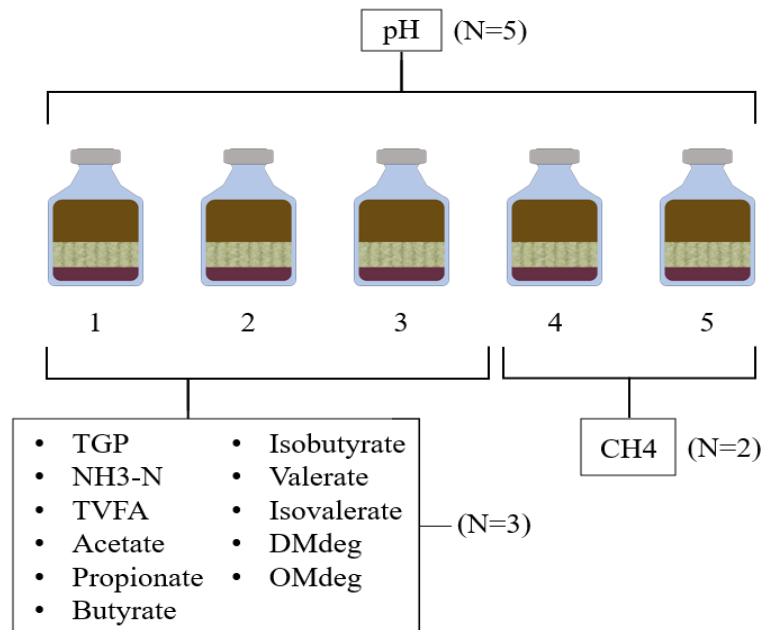 pH (N=5)
1 2 3 4 5
• TGP
• NH3-N
• TVFA
• Acetate
• Propionate
• Butyrate
• Isobutyrate
• Valerate
• Isovalerate
• DMdeg
• OMdeg
(N=3)
CH4 (N=2)